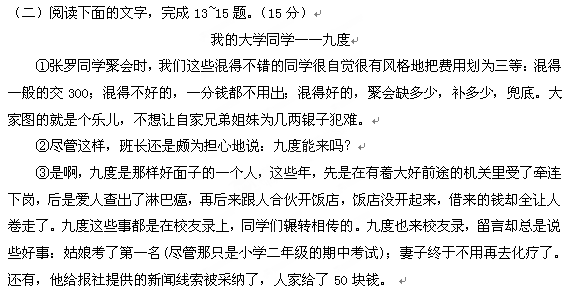 （二）阅读下面的文字，完成 13~15 题。（15 分）
我的大学同学——九度
①张罗同学聚会时，我们这些混得不错的同学很自觉很有风格地把费用划为三等：混得
一般的交 300；混得不好的，一分钱都不用出；混得好的，聚会缺多少，补多少，兜底。大
家图的就是个乐儿，不想让自家兄弟姐妹为几两银子犯难。
②尽管这样，班长还是颇为担心地说：九度能来吗？
③是啊，九度是那样好面子的一个人，这些年，先是在有着大好前途的机关里受了牵连
下岗，后是爱人查出了淋巴癌，再后来跟人合伙开饭店，饭店没开起来，借来的钱却全让人
卷走了。九度这些事都是在校友录上，同学们辗转相传的。九度也来校友录，留言却总是说
些好事：姑娘考了第一名(尽管那只是小学二年级的期中考试)；妻子终于不用再去化疗了。
还有，他给报社提供的新闻线索被采纳了，人家给了 50 块钱。